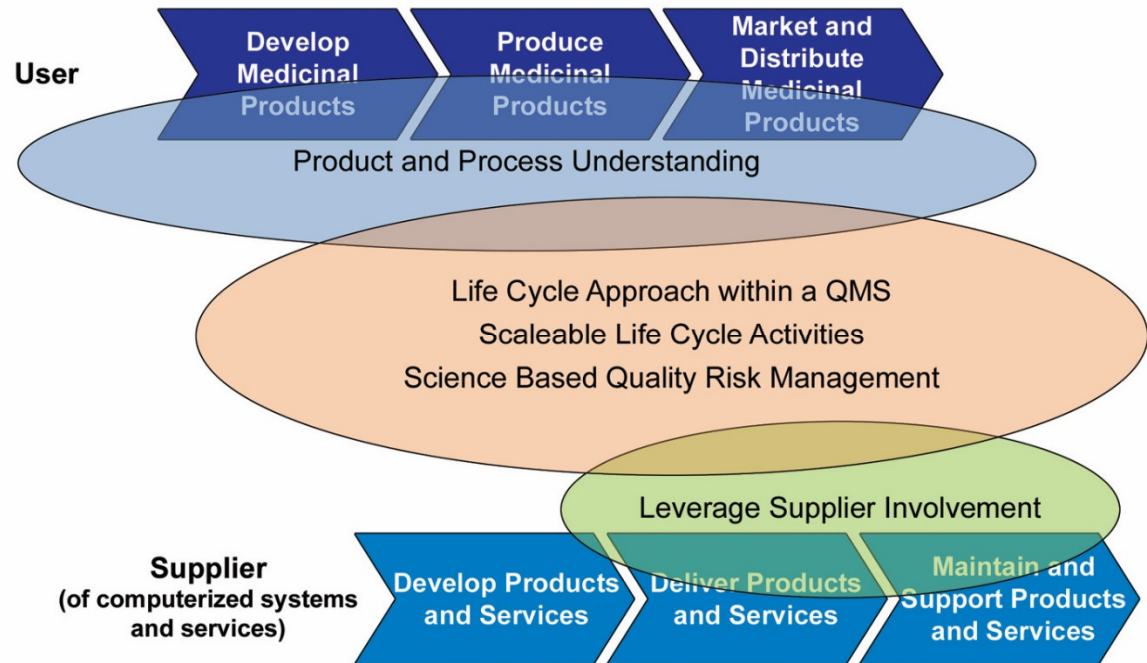 User
Develop
Medicinal
Products
Produce
Medicinal
Products
Market and
Distribute
Medicinal
Products
Product and Process Understanding
Life Cycle Approach within a QMS
Scaleable Life Cycle Activities
Science Based Quality Risk Management
Leverage Supplier Involvement
Supplier
(of computerized systems
and services)
Develop Products
and Services
Deliver Products
and Services
Maintain and
Support Products
and Services